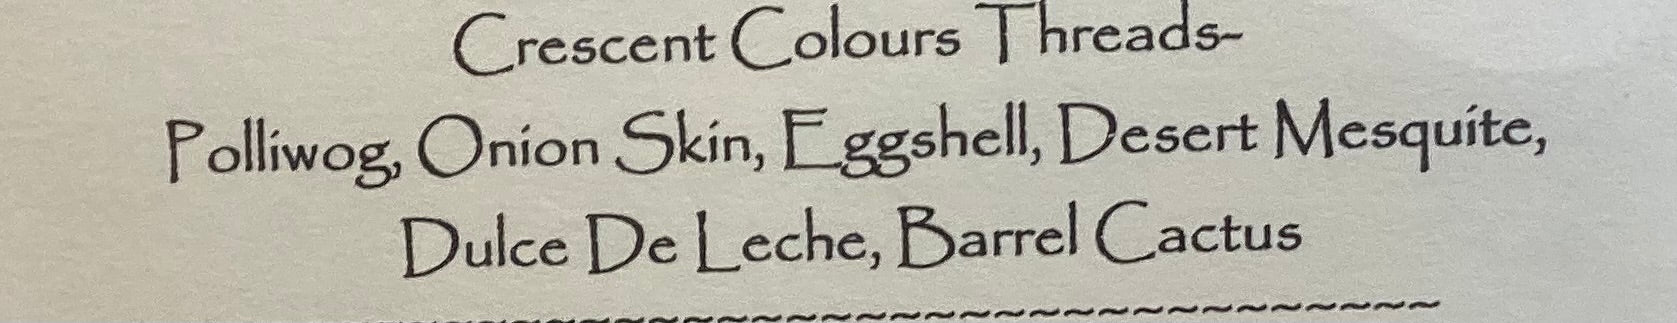 Crescent Colours Threads-
Polliwog, Onion Skin, Eggshell, Desert Mesquite,
Dulce De Leche, Barrel Cactus
~~~~~~~~~~~~~~~~~~~~~~~~